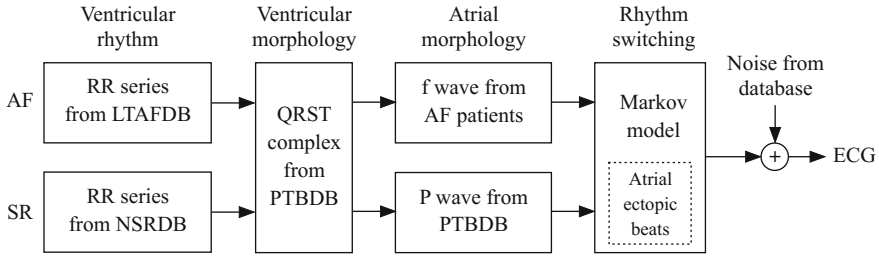 Ventricular
rhythm
Ventricular
morphology
Atrial
morphology
Rhythm
switching
AF
RR series
from LTAFDB
QRST
complex
from
PTBDB
f wave from
AF patients
Markov
model
Noise from
database
+
ECG
SR
RR series
from NSRDB
P wave from
PTBDB
Atrial
ectopic
beats